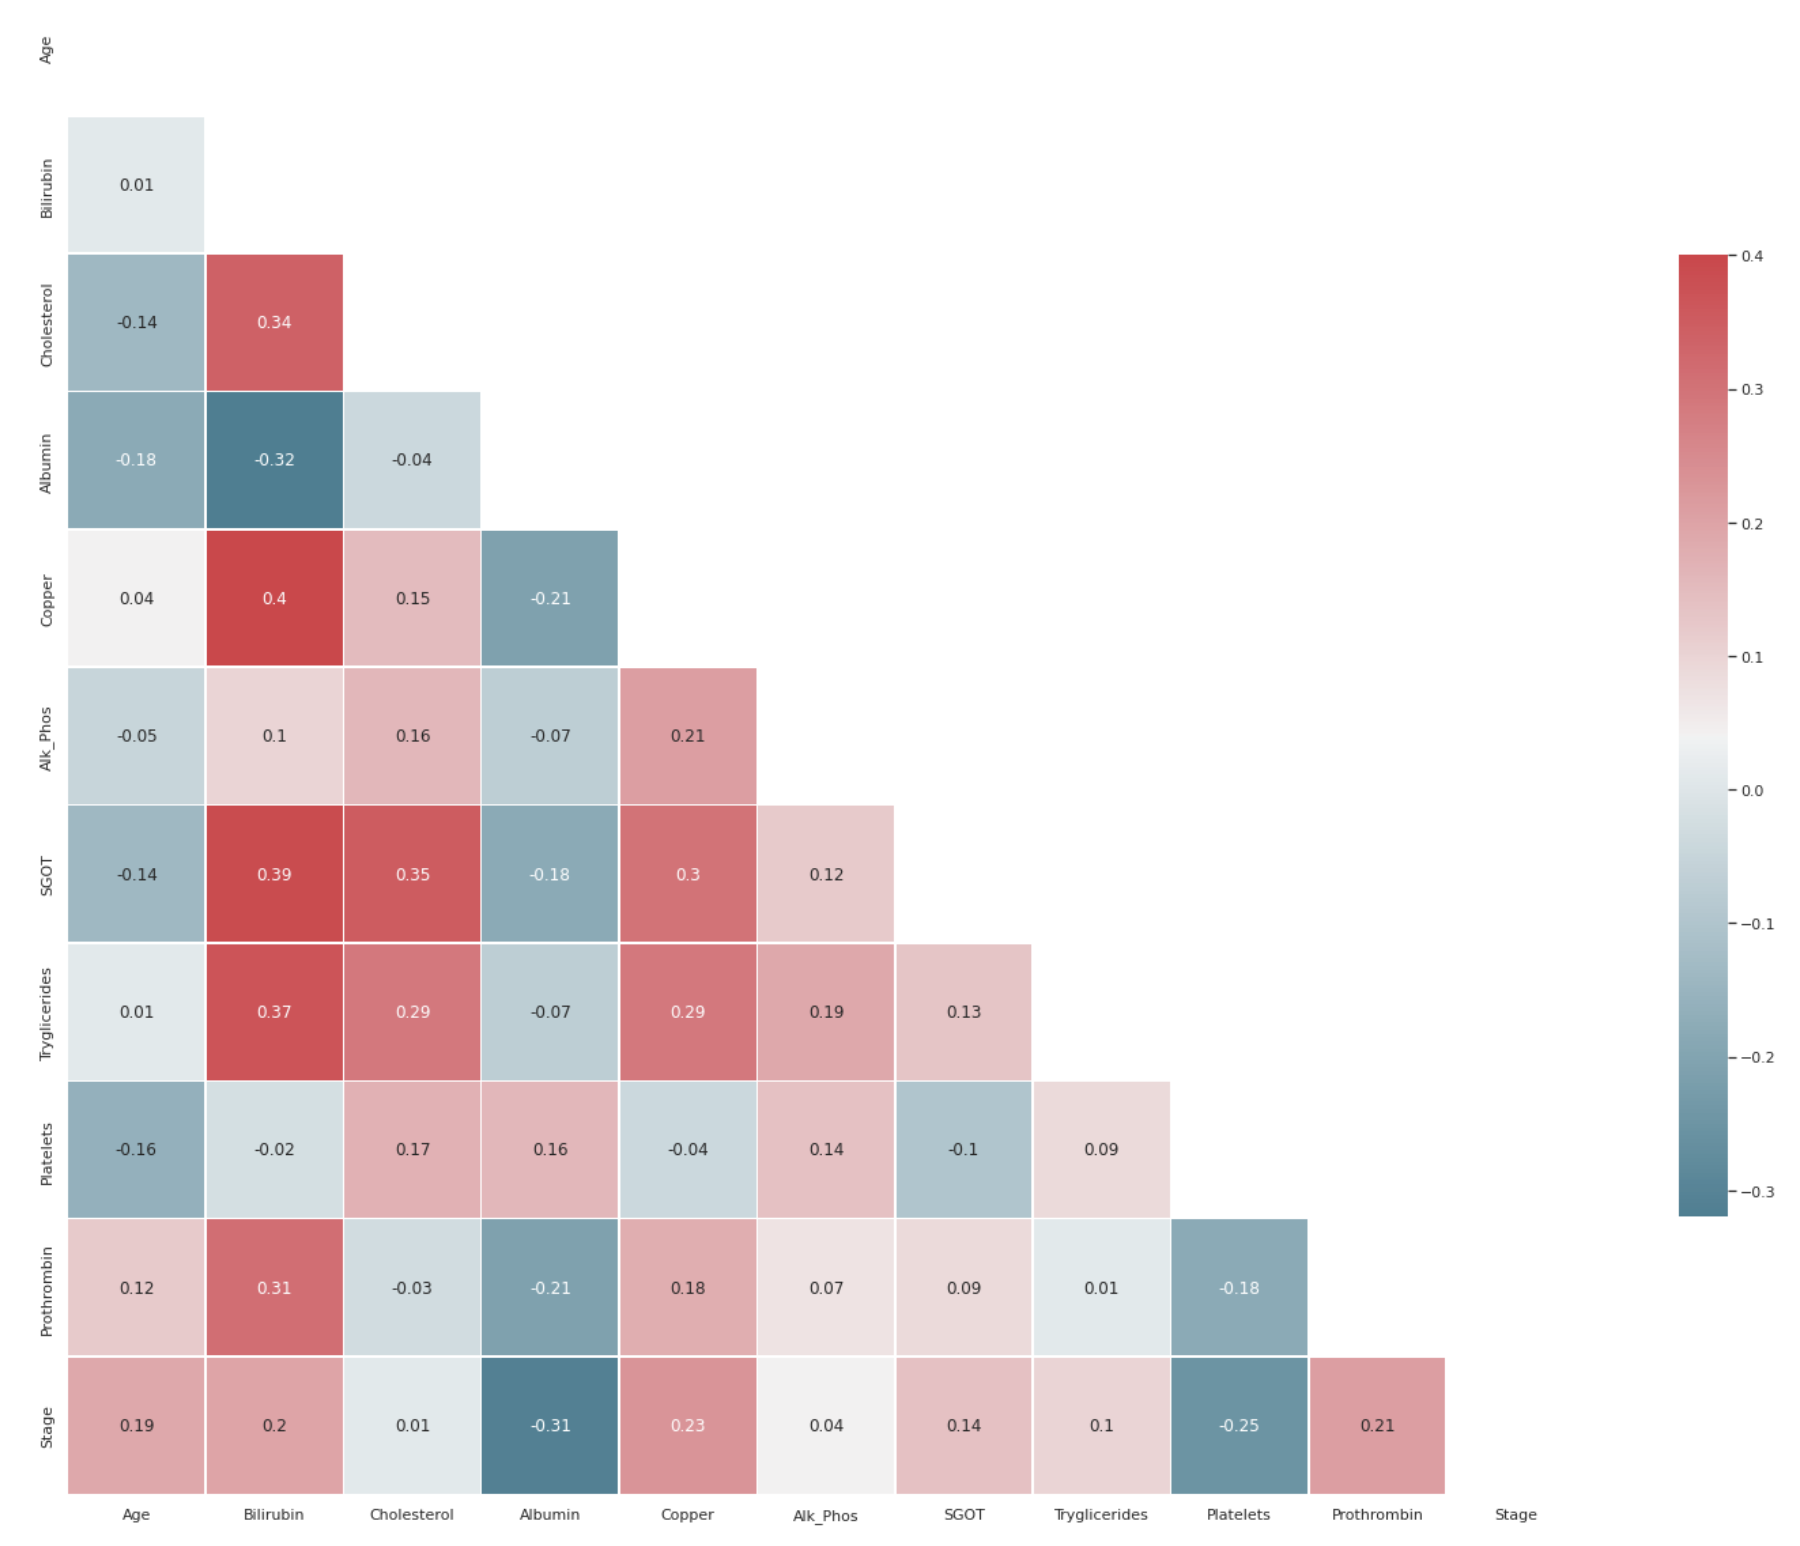 Age
Bilirubin
0.01
Cholesterol
-0.14 0.34
Albumin
-0.18 -0.32 -0.04
Copper
0.04 0.4 0.15 -0.21
Alk_Phos
-0.05 0.1 0.16 -0.07 0.21
SGOT
-0.14 0.39 0.35 -0.18 0.3 0.12
Tryglicerides
0.01 0.37 0.29 -0.07 0.29 0.19 0.13
Platelets
-0.16 -0.02 0.17 0.16 -0.04 0.14 -0.1 0.09
Prothrombin
0.12 0.31 -0.03 -0.21 0.18 0.07 0.09 0.01 -0.18
Stage
0.19 0.2 0.01 -0.31 0.23 0.04 0.14 0.1 -0.25 0.21
Age Bilirubin Cholesterol Albumin Copper Alk_Phos SGOT Tryglicerides Platelets Prothrombin Stage
0.4
0.3
0.2
0.1
0.0
−0.1
−0.2
−0.3